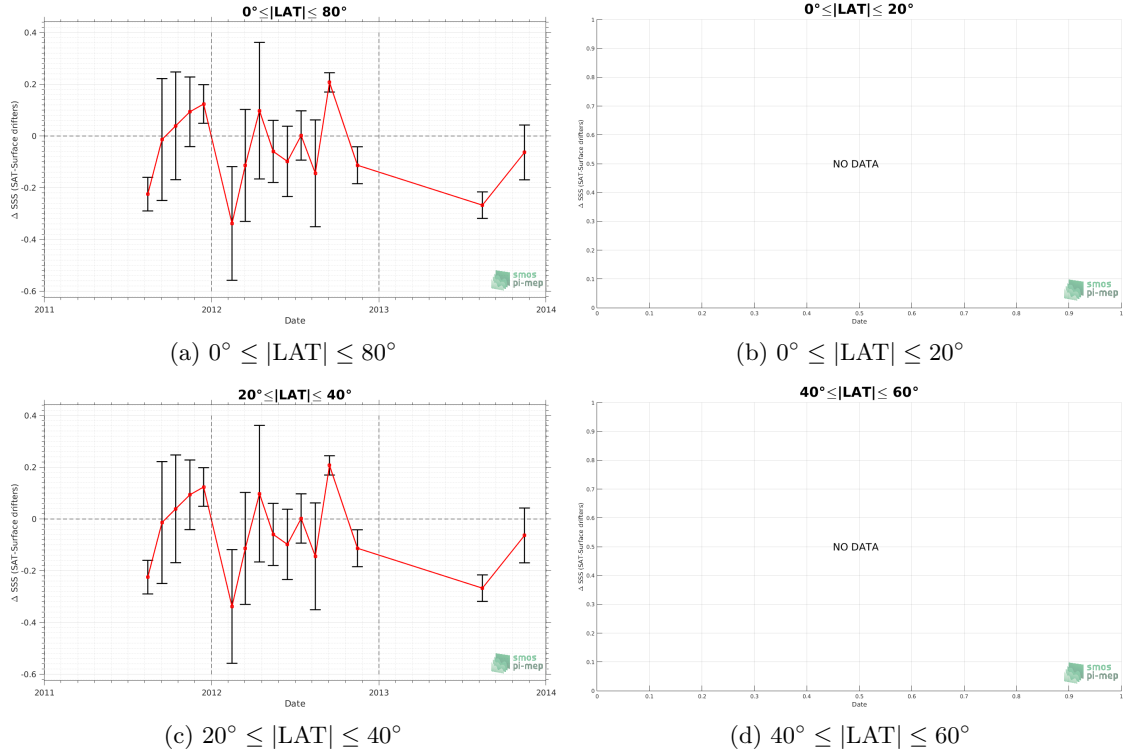 0°≤|LAT|≤ 80°
0.4
0.2
0
-0.2
-0.4
-0.6
Δ SSS (SAT-Surface drifters)
2011
2012
2013
2014
Date
smos
pi-mep
(a) 0° ≤ |LAT| ≤ 80°
0°≤|LAT|≤ 20°
1
0.9
0.8
0.7
0.6
0.5
0.4
0.3
0.2
0.1
0
Δ SSS (SAT-Surface drifters)
NO DATA
0
0.1
0.2
0.3
0.4
0.5
0.6
0.7
0.8
0.9
1
Date
smos
pi-mep
(b) 0° ≤ |LAT| ≤ 20°
20°≤|LAT|≤ 40°
0.4
0.2
0
-0.2
-0.4
-0.6
Δ SSS (SAT-Surface drifters)
2011
2012
2013
2014
Date
smos
pi-mep
(c) 20° ≤ |LAT| ≤ 40°
40°≤|LAT|≤ 60°
1
0.9
0.8
0.7
0.6
0.5
0.4
0.3
0.2
0.1
0
Δ SSS (SAT-Surface drifters)
NO DATA
0
0.1
0.2
0.3
0.4
0.5
0.6
0.7
0.8
0.9
1
Date
smos
pi-mep
(d) 40° ≤ |LAT| ≤ 60°